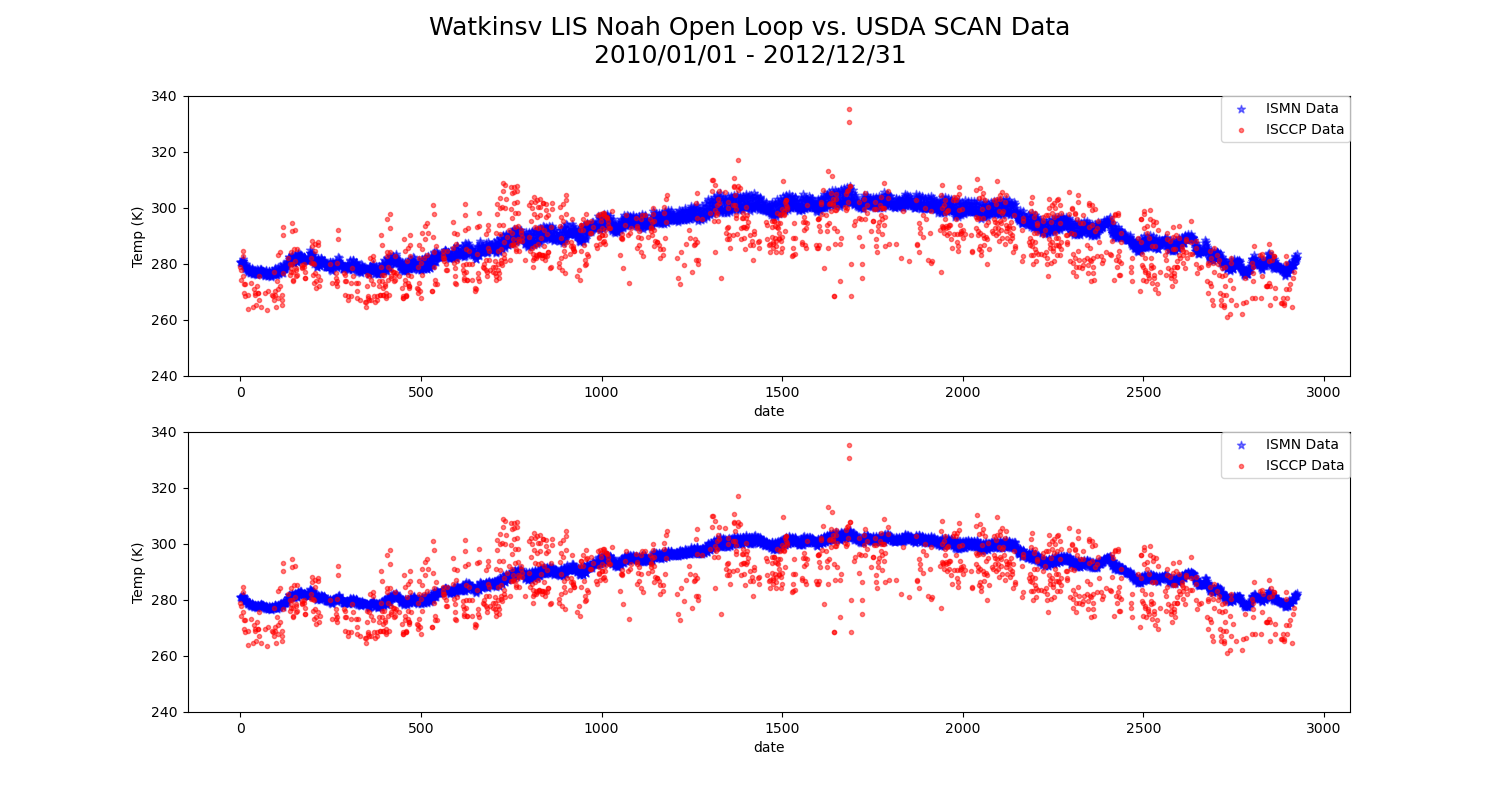 Watkinsv LIS Noah Open Loop vs. USDA SCAN Data
2010/01/01 - 2012/12/31
340
320
300
280
260
240
Temp (K)
ISMN Data
ISCCP Data
0 500 1000 1500 2000 2500 3000
date
340
320
300
280
260
240
Temp (K)
ISMN Data
ISCCP Data
0 500 1000 1500 2000 2500 3000
date